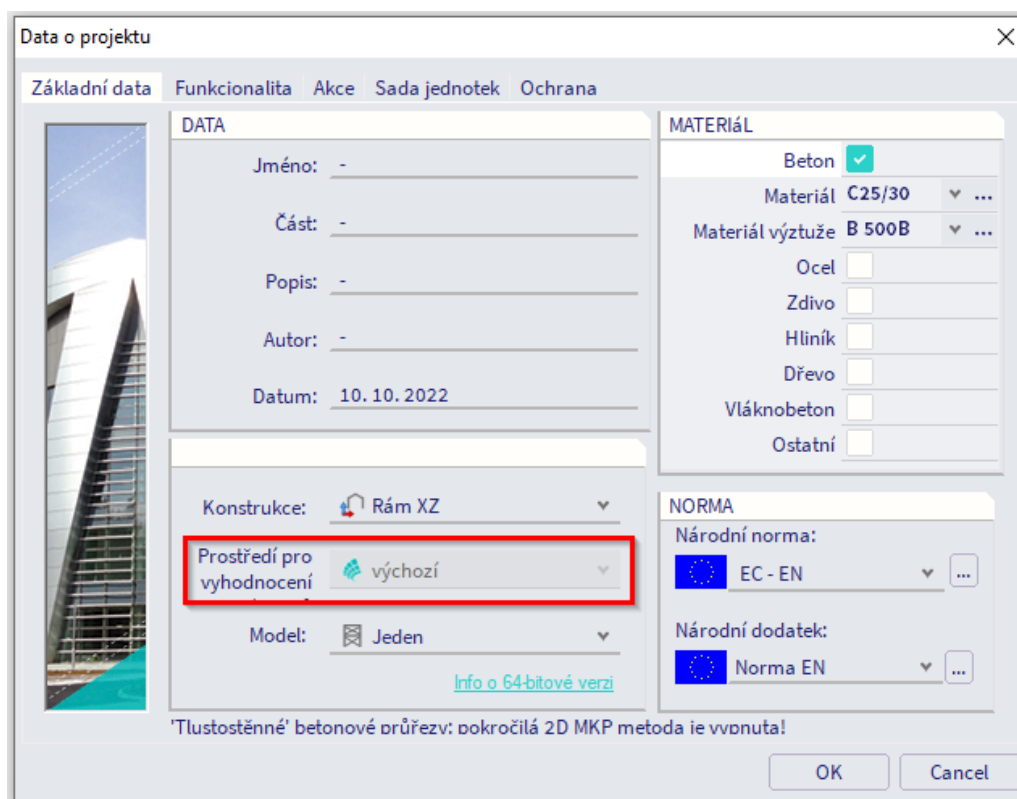 Data o projektu
Základní data Funkcionalita Akce Sada jednotek Ochrana
DATA
Jméno: -
Část: -
Popis: -
Autor: -
Datum: 10. 10. 2022
Konstrukce: Rám XZ
Prostředí pro
vyhodnocení
výchozí
Model: Jeden
Info o 64-bitové verzi
MATERIáL
Beton
Materiál C25/30 ...
Materiál výztuže B 500B ...
Ocel
Zdivo
Hliník
Dřevo
Vláknobeton
Ostatní
NORMA
Národní norma:
EC - EN ...
Národní dodatek:
Norma EN ...
'Tlustostěnné' betonové průřezy: pokročilá 2D MKP metoda je vypnuta!
OK Cancel